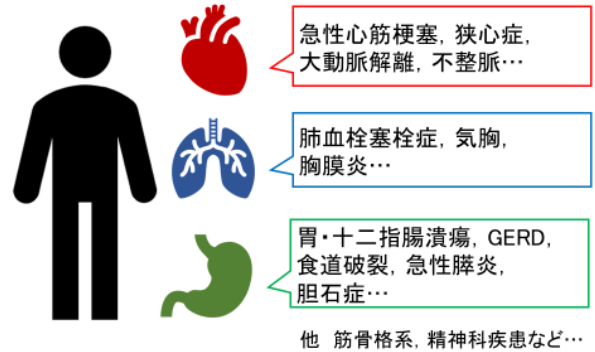 急性心筋梗塞，狭心症，
大動脈解離，不整脈…
肺血栓塞栓症，気胸，
胸膜炎…
胃・十二指腸潰瘍，GERD，
食道破裂，急性膵炎，
胆石症…
他　筋骨格系，精神科疾患など…